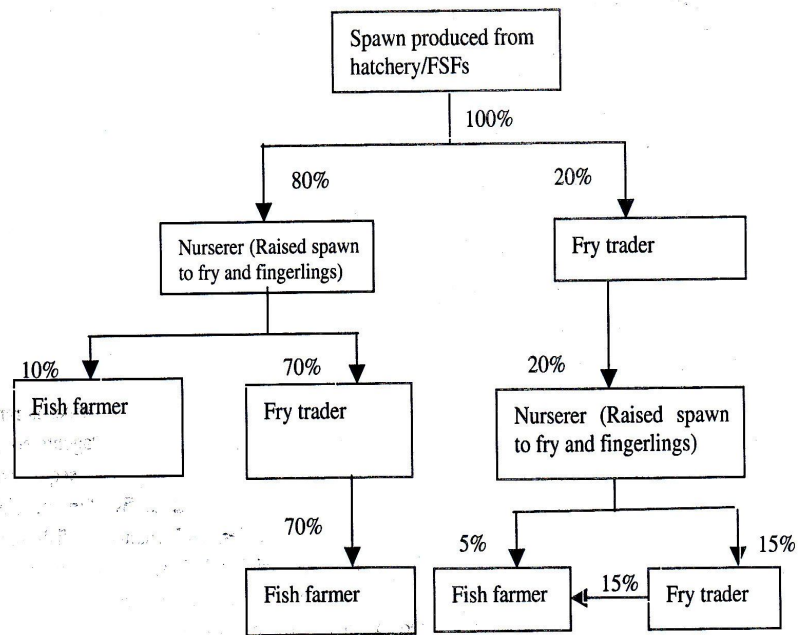 Spawn produced from
hatchery/FSFs
100%
80%
20%
Nurserer (Raised spawn
to fry and fingerlings)
Fry trader
10%
70%
20%
Fish farmer
Fry trader
Nurserer (Raised spawn
to fry and fingerlings)
70%
5%
15%
Fish farmer
Fish farmer
15%
Fry trader